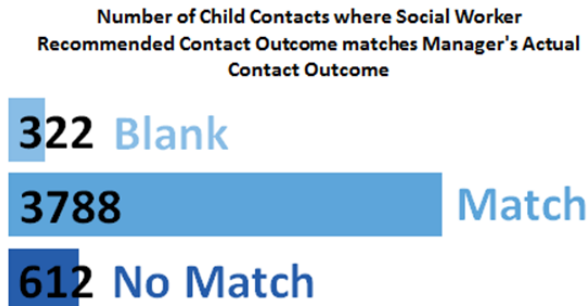 Number of Child Contacts where Social Worker
Recommended Contact Outcome matches Manager's Actual
Contact Outcome
322 Blank
3788 Match
612 No Match